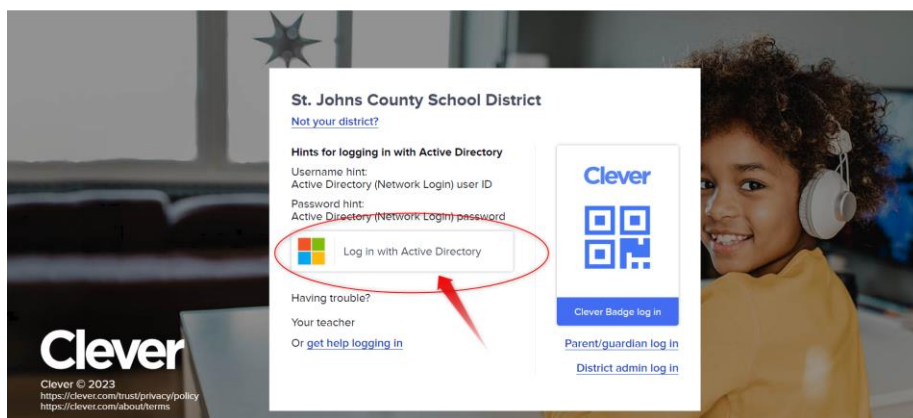 St. Johns County School District
Not your district?
Hints for logging in with Active Directory
Username hint:
Active Directory (Network Login) user ID
Password hint:
Active Directory (Network Login) password
Log in with Active Directory
Having trouble?
Your teacher
Or get help logging in
Clever
Clever Badge log in
Parent/guardian log in
District admin log in
Clever
Clever © 2023
https://clever.com/trust/privacy/policy
https://clever.com/about/terms